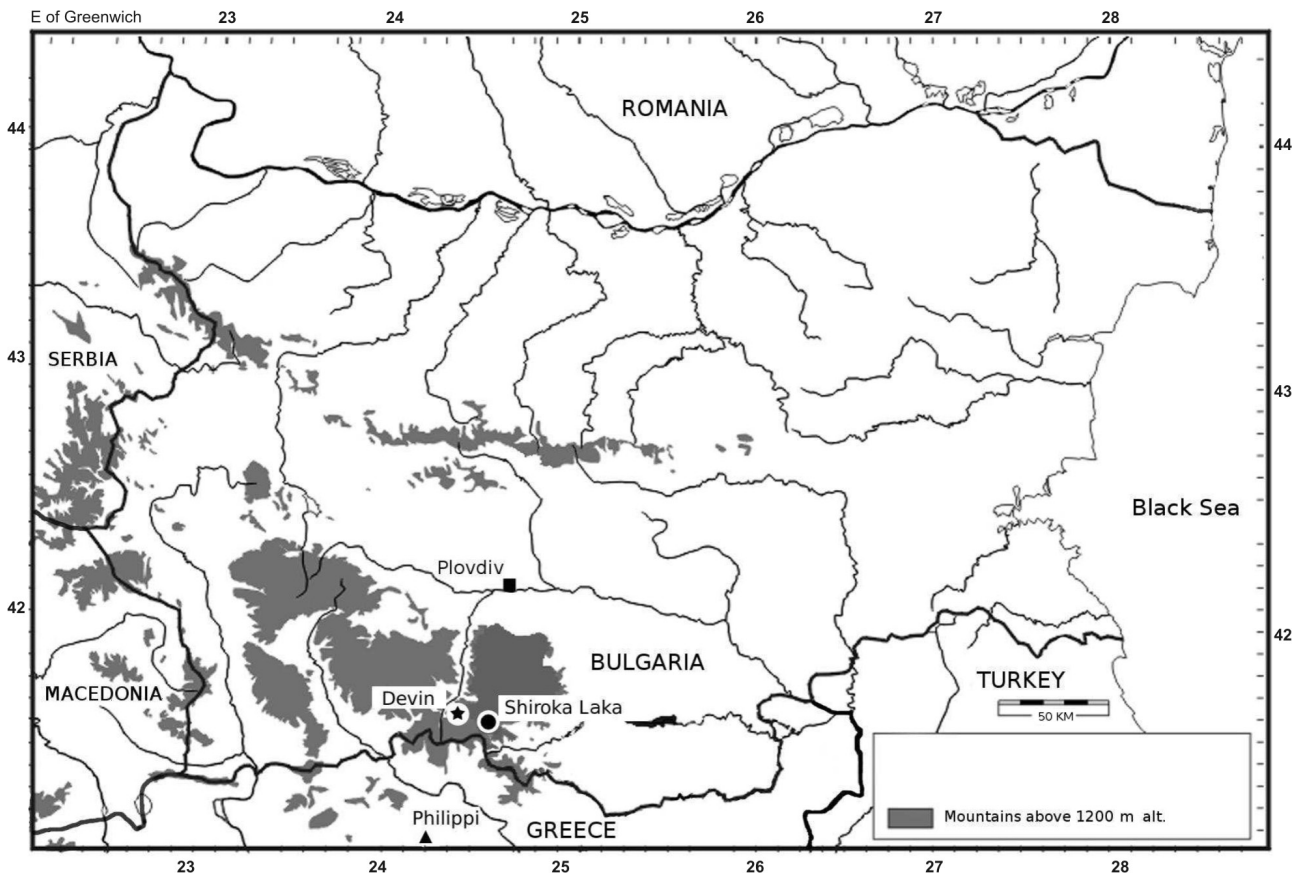 E of Greenwich 23 24 25 26 27 28
ROMANIA
44 44
SERBIA
43 43
Black Sea
Plovdiv
42 42
BULGARIA
TURKEY
MACEDONIA
Devin
Shiroka Laka
50 KM
Mountains above 1200 m alt.
Philippi
GREECE
23 24 25 26 27 28